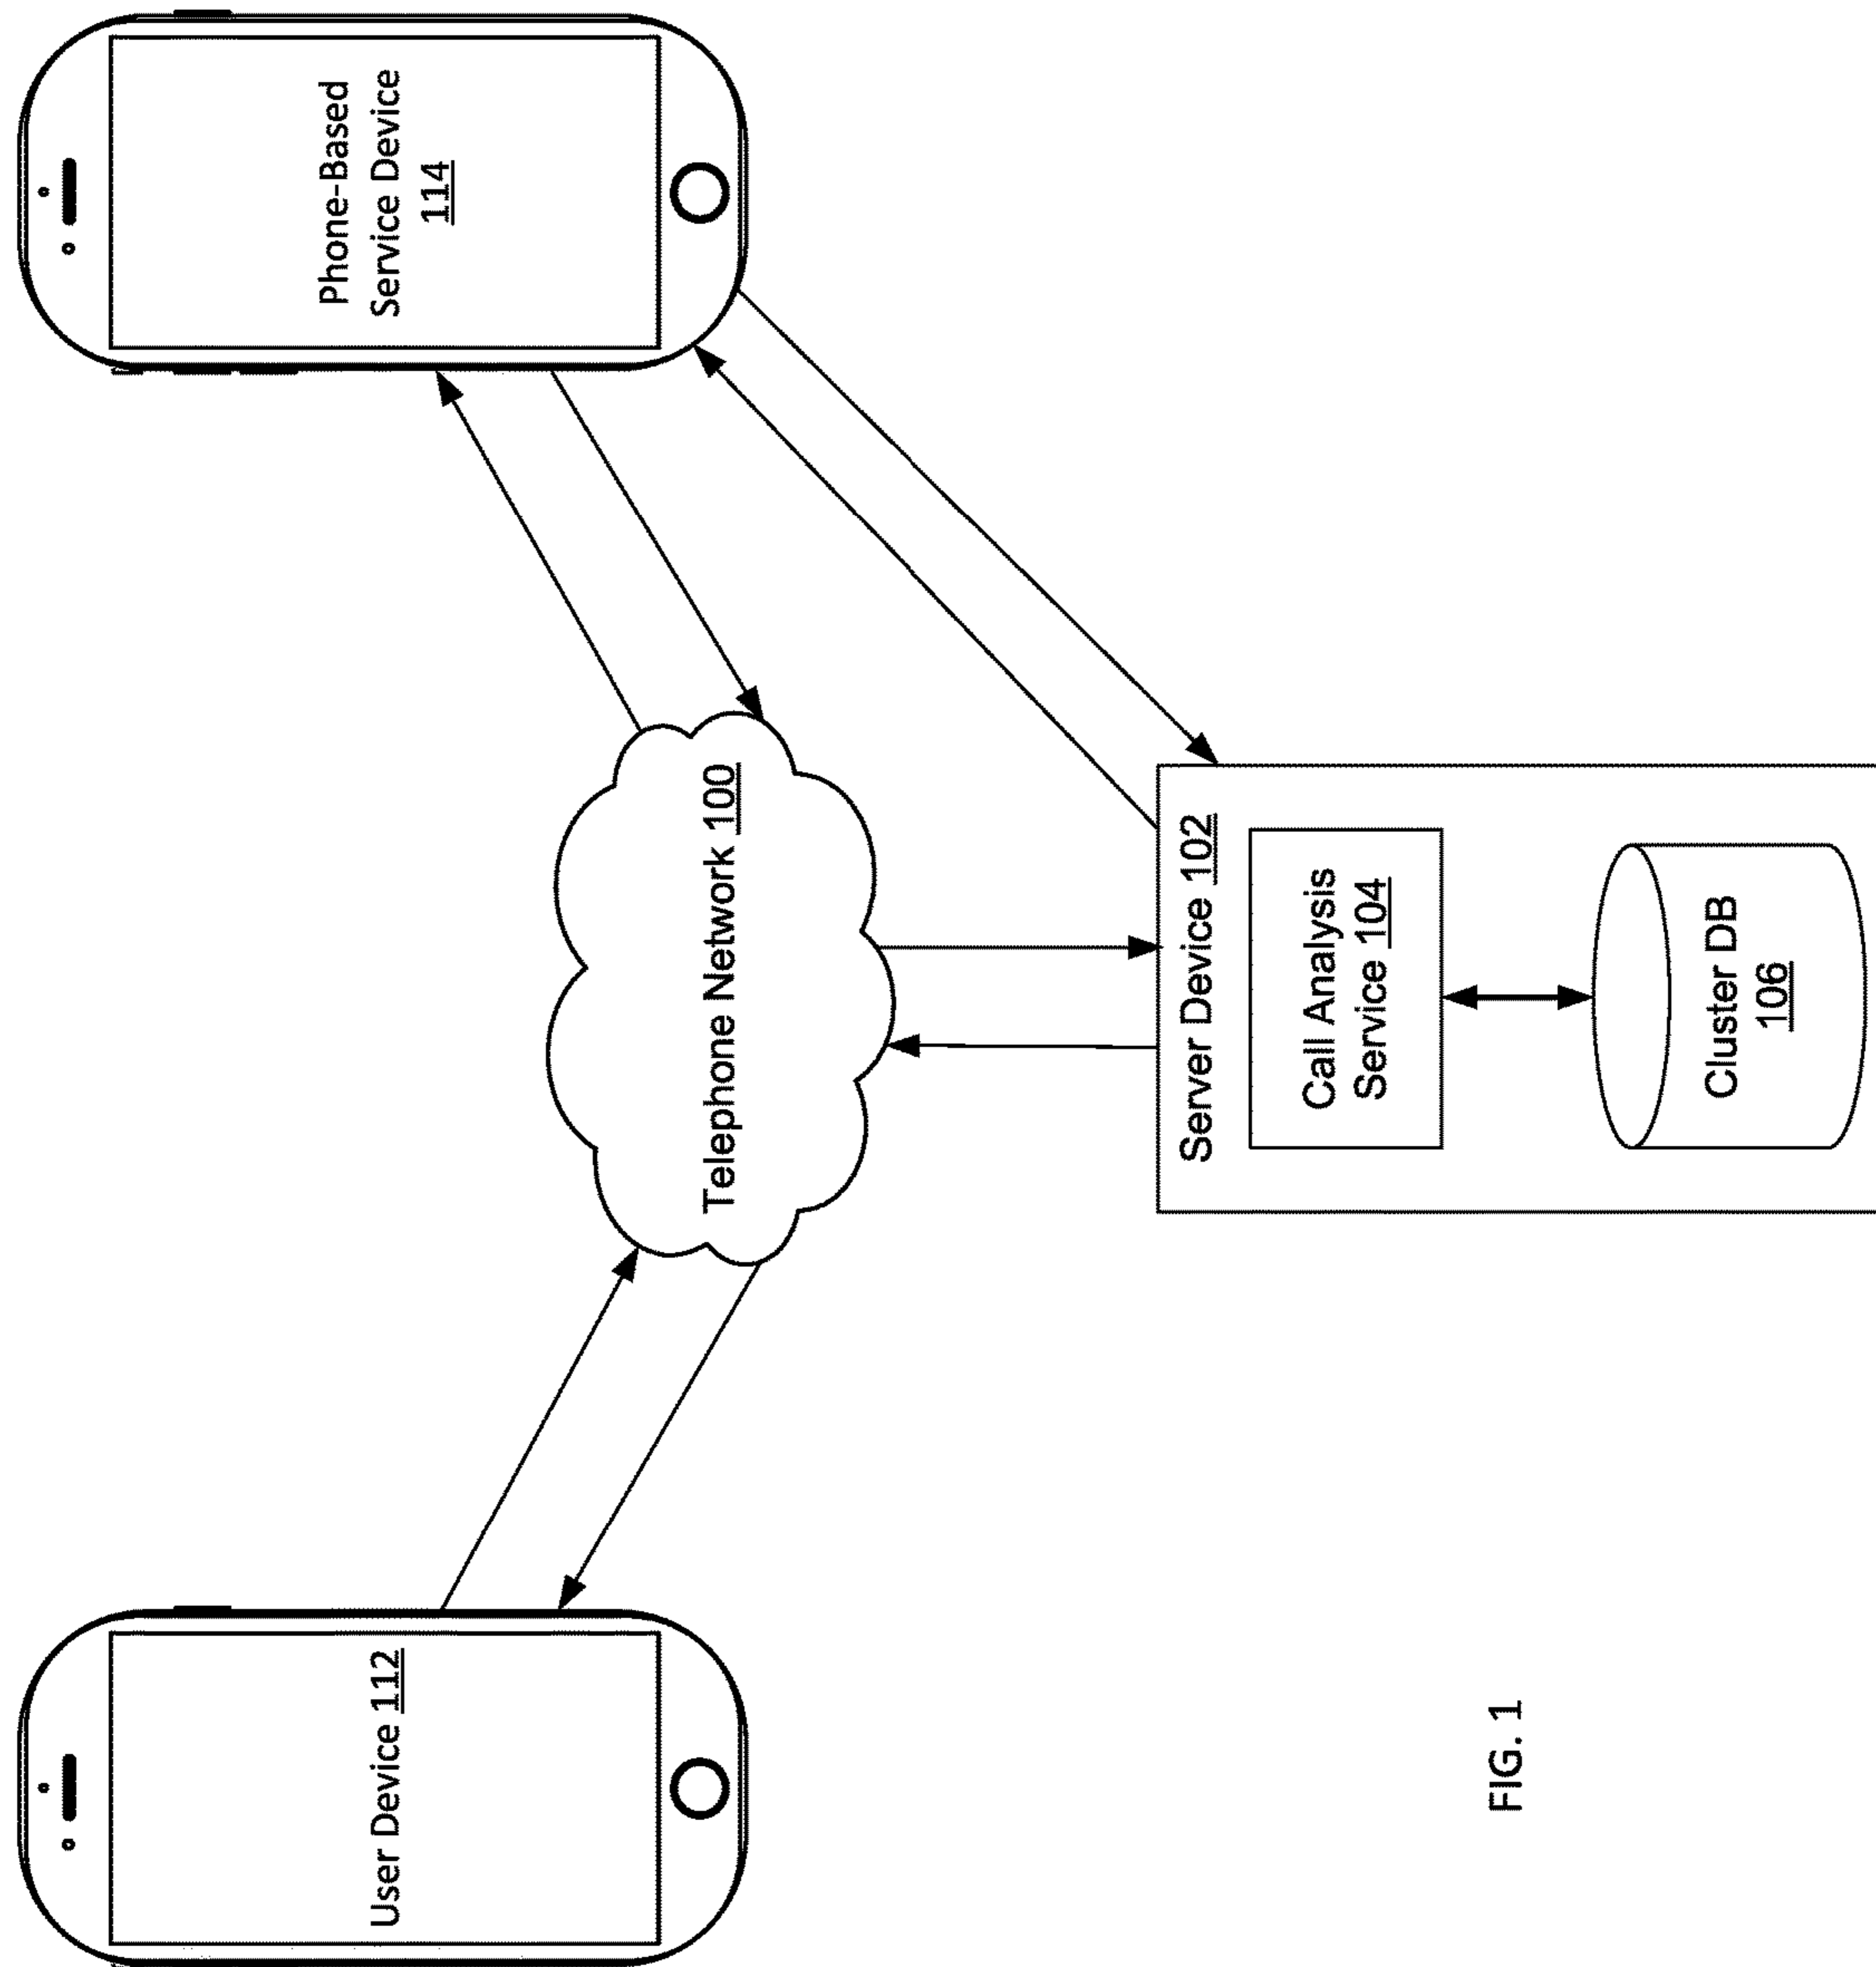 User Device 112
Telephone Network 100
Phone-Based
Service Device
114
Server Device 102
Call Analysis
Service 104
Cluster DB
106
FIG. 1